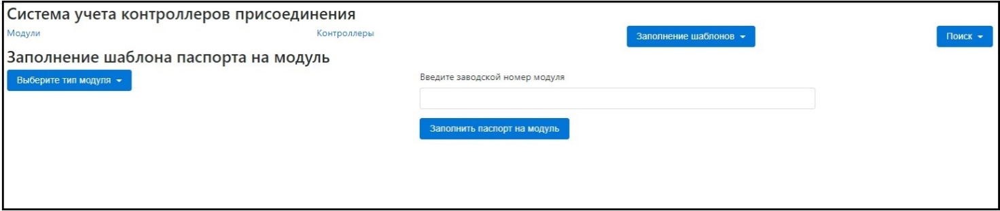 Система учета контроллеров присоединения
Модули Контроллеры Заполнение шаблонов Поиск
Заполнение шаблона паспорта на модуль
Выберите тип модуля Введите заводской номер модуля
Заполнить паспорт на модуль